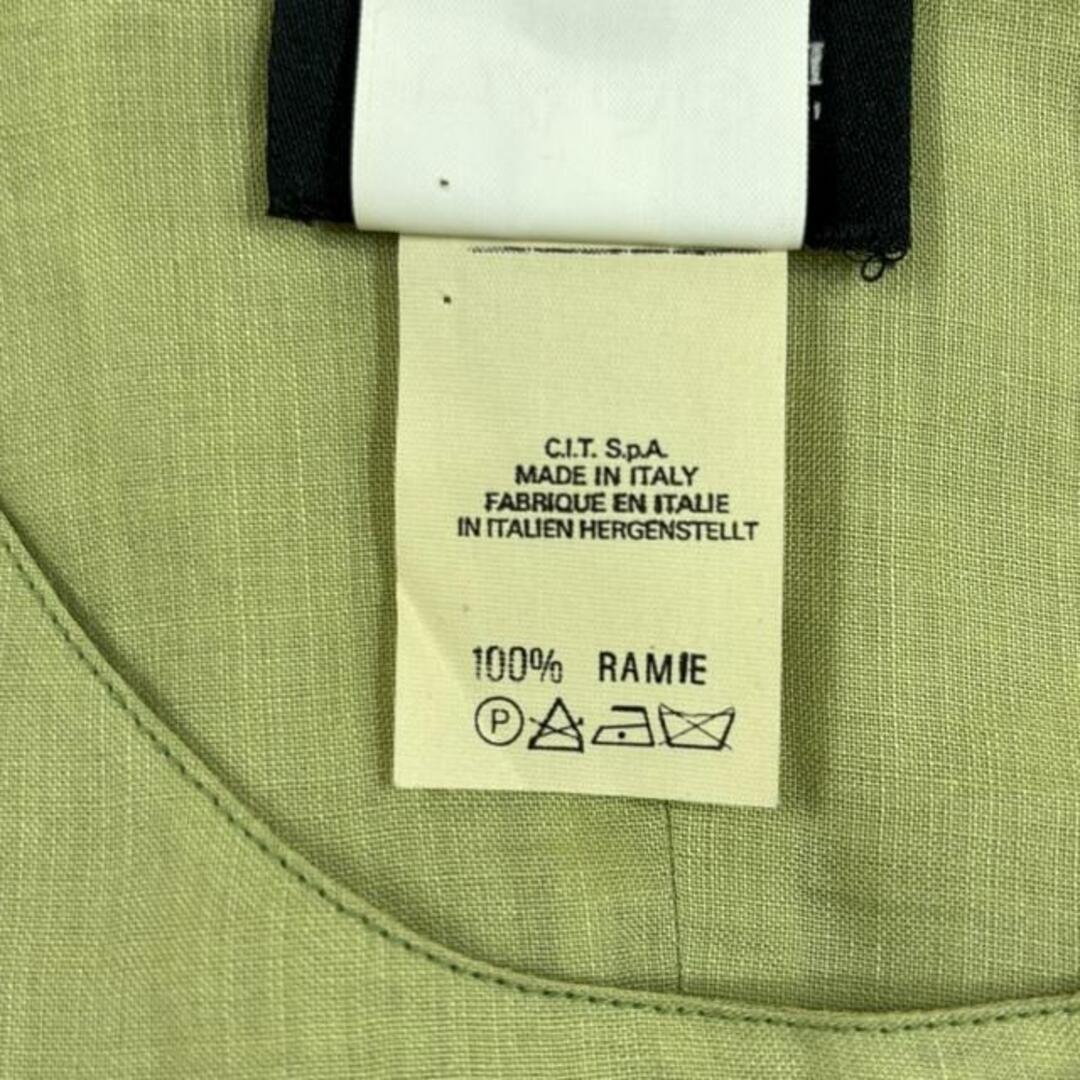 C.I.T. S.p.A.
MADE IN ITALY
FABRIQUE EN ITALIE
IN ITALIEN HERGENSTELLT
100% RAMIE
P